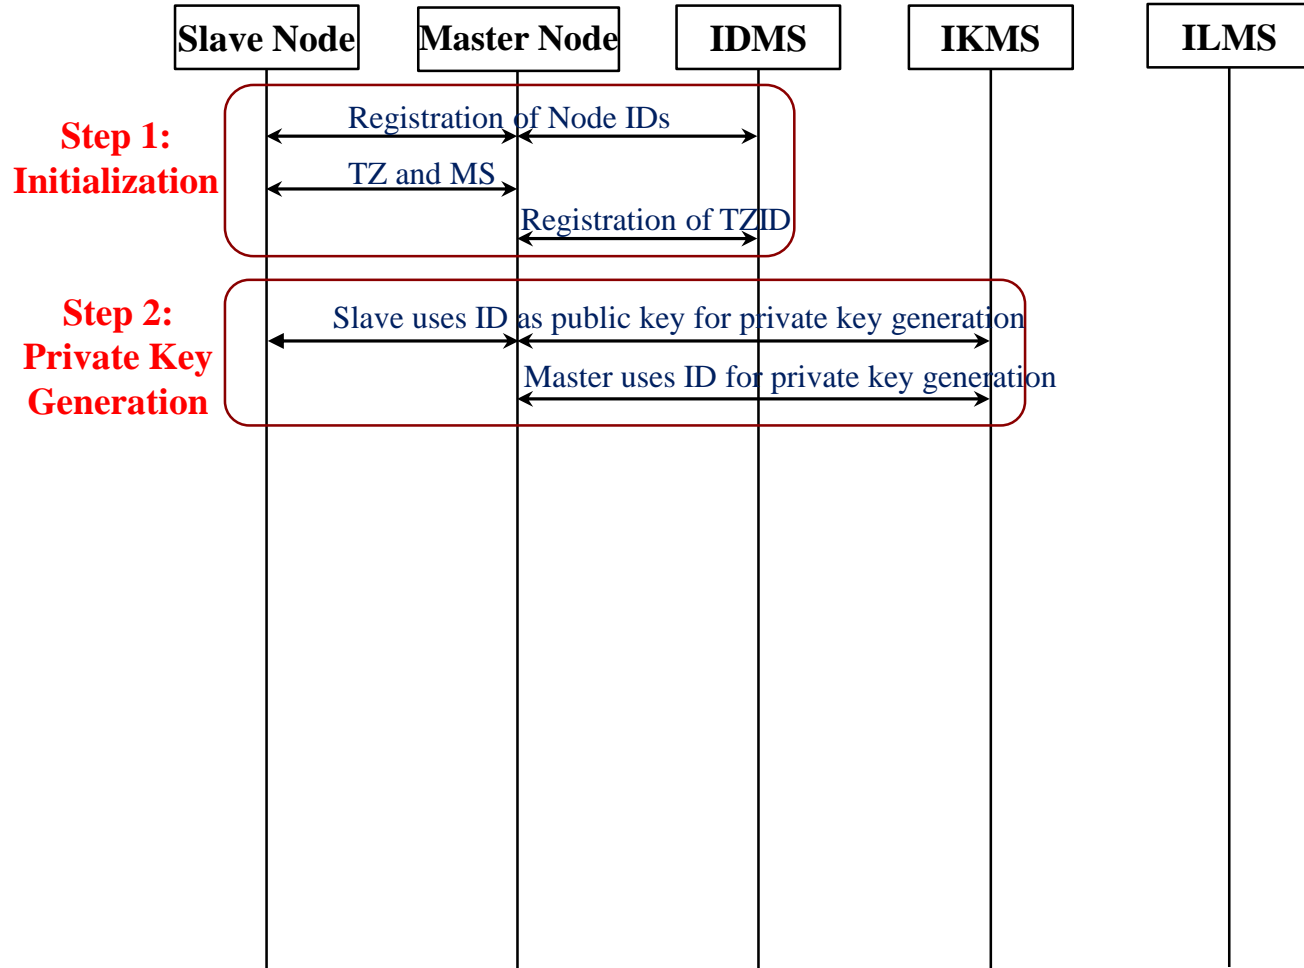 Slave Node
Master Node
IDMS
IKMS
ILMS
Step 1:
Initialization
Registration of Node IDs
TZ and MS
Registration of TZID
Step 2:
Private Key
Generation
Slave uses ID as public key for private key generation
Master uses ID for private key generation